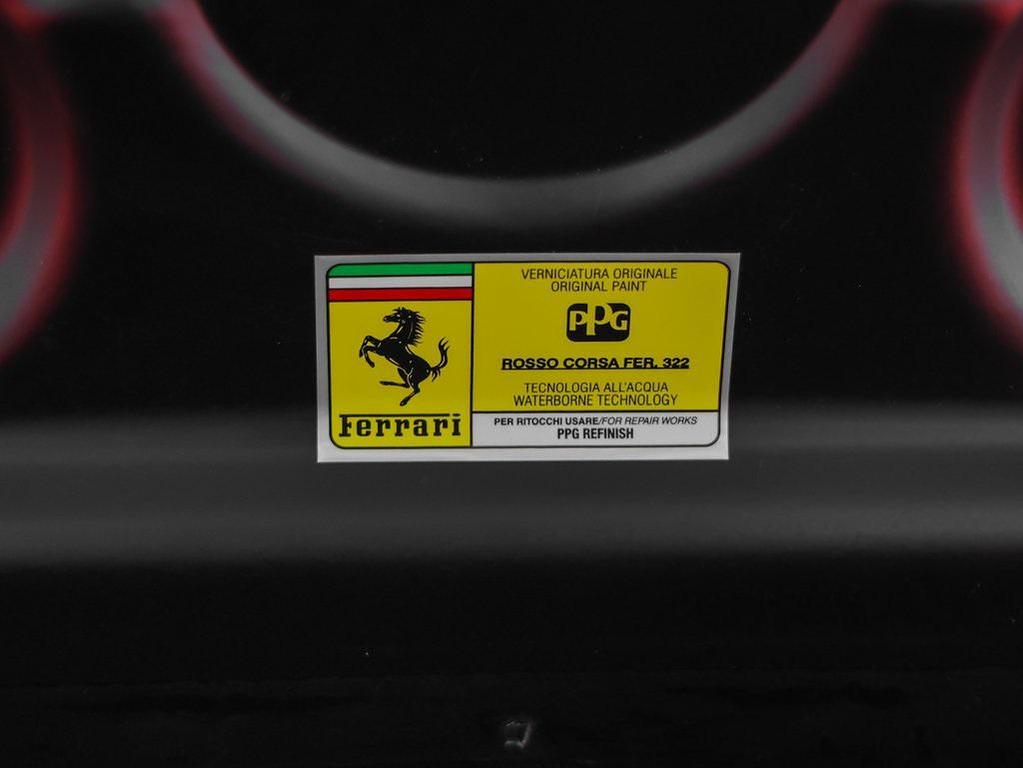 VERNICIATURA ORIGINALE
ORIGINAL PAINT
PPG
ROSSO CORSA FER. 322
TECNOLOGIA ALL'ACQUA
WATERBORNE TECHNOLOGY
Ferrari
PER RITOCCHI USARE/FOR REPAIR WORKS
PPG REFINISH